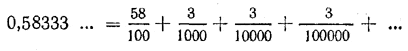 0,58333 ... = 58/100 + 3/1000 + 3/10000 + 3/100000 + ...